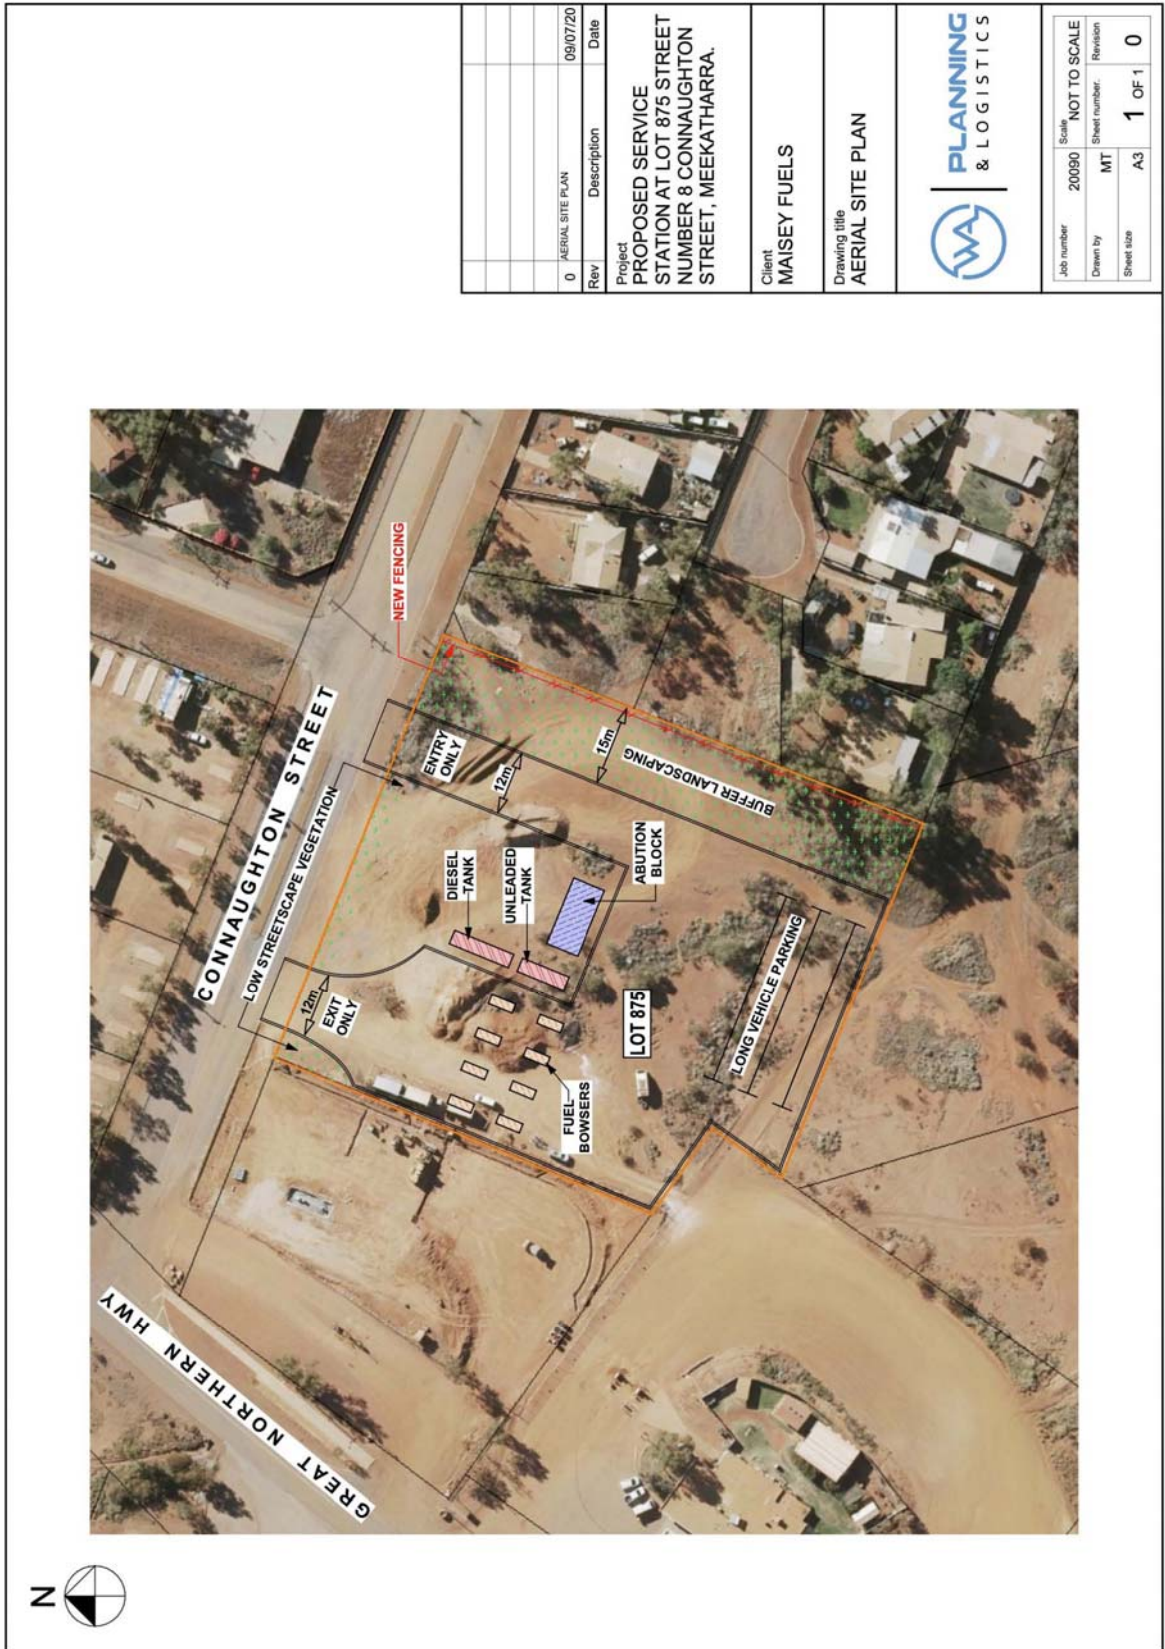 N
GREAT NORTHERN HWY
CONNAUGHTON STREET
LOW STREETSCAPE VEGETATION
NEW FENCING
12m
EXIT
ONLY
ENTRY
ONLY
12m
15m
BUFFER LANDSCAPING
DIESEL
TANK
UNLEADED
TANK
ABUTION
BLOCK
FUEL
BOWSERS
LOT 875
LONG VEHICLE PARKING
0 AERIAL SITE PLAN 09/07/20
Rev Description Date
Project
PROPOSED SERVICE
STATION AT LOT 875 STREET
NUMBER 8 CONNAUGHTON
STREET, MEEKATHARRA.
Client
MAISEY FUELS
Drawing title
AERIAL SITE PLAN
WA PLANNING
& LOGISTICS
Job number 20090 Scale NOT TO SCALE
Drawn by MT Sheet number. Revision
Sheet size A3 1 OF 1 0